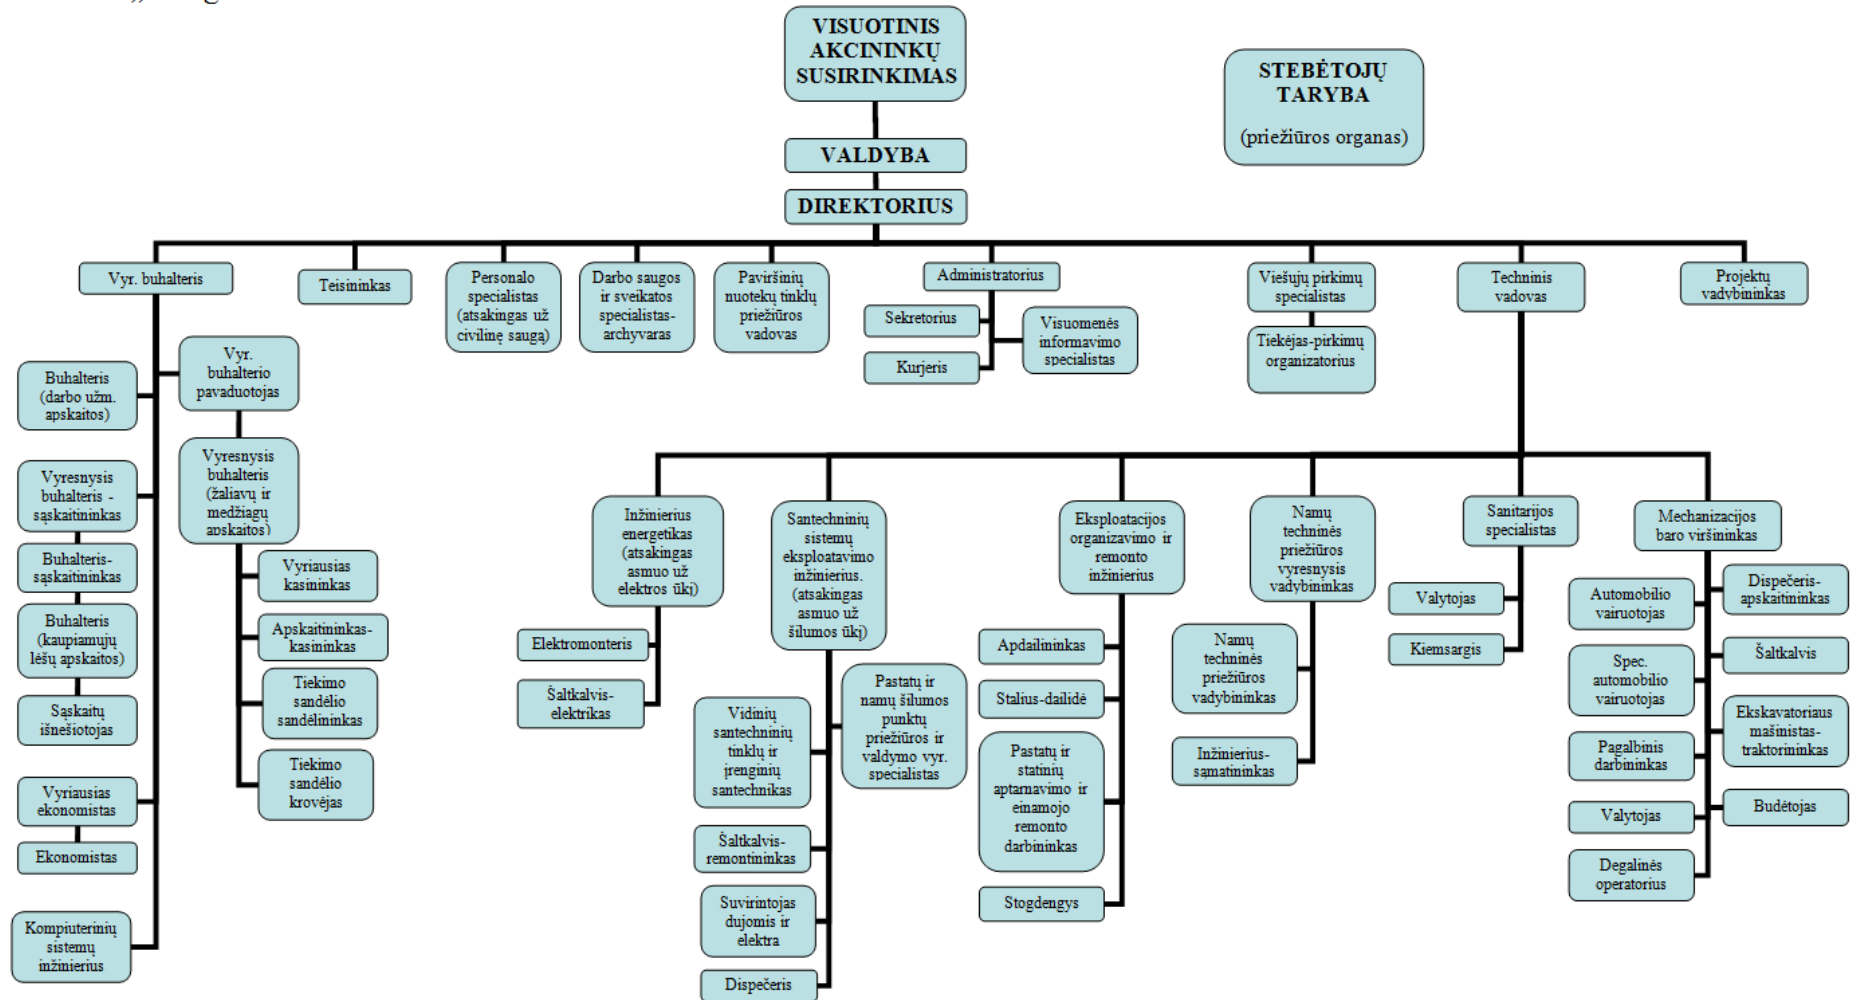 VISUOTINIS
AKCININKŲ
SUSIRINKIMAS
STEBĖTOJŲ
TARYBA
(priežiūros organas)
VALDYBA
DIREKTORIUS
Vyr. buhalteris
Teisininkas
Personalo
specialistas
(atsakingas už
civilinę saugą)
Darbo saugos
ir sveikatos
specialistas-
archyvaras
Paviršinių
nuotekų tinklų
priežiūros
vadovas
Administratorius
Sekretorius
Kurjeris
Visuomenės
informavimo
specialistas
Viešųjų pirkimų
specialistas
Tiekėjas-pirkimų
organizatorius
Techninis
vadovas
Projektų
vadybininkas
Buhalteris
(darbo užm.
apskaitos)
Vyresnysis
buhalteris -
sąskaitininkas
Buhalteris-
sąskaitininkas
Buhalteris
(kaupiamųjų
lėšų apskaitos)
Sąskaitų
išnešiotojas
Vyriausias
ekonomistas
Ekonomistas
Kompiuterinių
sistemų
inžinierius
Vyr.
buhalterio
pavaduotojas
Vyresnysis
buhalteris
(žaliavų ir
medžiagų
apskaitos)
Vyriausias
kasininkas
Apskaitininkas-
kasininkas
Tiekimo
sandėlio
sandėlininkas
Tiekimo
sandėlio
krovėjas
Inžinierius
energetikas
(atsakingas
asmuo už
elektros ūkį)
Elektromonteris
Šaltkalvis-
elektrikas
Santechninių
sistemų
eksploatavimo
inžinierius.
(atsakingas
asmuo už
šilumos ūkį)
Vidinių
santechninių
tinklų ir
įrenginių
santechnikas
Šaltkalvis-
remontininkas
Suvirintojas
dujomis ir
elektra
Dispečeris
Pastatų ir
namų šilumos
punktų
priežiūros ir
valdymo vyr.
specialistas
Eksploatacijos
organizavimo ir
remonto
inžinierius
Apdailininkas
Stalius-dailidė
Pastatų ir
statinių
aptarnavimo ir
einamojo
remonto
darbininkas
Stogdengys
Namų
techninės
priežiūros
vyresnysis
vadybininkas
Namų
techninės
priežiūros
vadybininkas
Inžinierius-
sąmatininkas
Sanitarijos
specialistas
Valytojas
Kiemsargis
Mechanizacijos
baro viršininkas
Automobilio
vairuotojas
Spec.
automobilio
vairuotojas
Pagalbinis
darbininkas
Valytojas
Degalinės
operatorius
Dispečeris-
apskaitininkas
Šaltkalvis
Ekskavatoriaus
mašinistas-
traktorininkas
Budėtojas